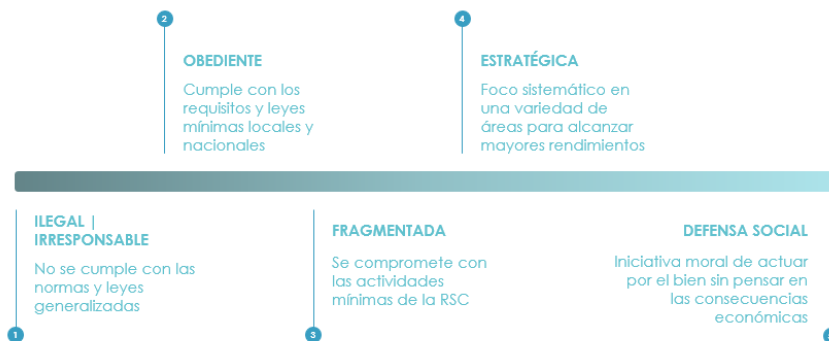 2
4
OBEDIENTE
Cumple con los
requisitos y leyes
mínimas locales y
nacionales
ESTRATÉGICA
Foco sistemático en
una variedad de
áreas para alcanzar
mayores rendimientos
ILEGAL |
IRRESPONSABLE
No se cumple con las
normas y leyes
generalizadas
1
FRAGMENTADA
Se compromete con
las actividades
mínimas de la RSC
3
DEFENSA SOCIAL
Iniciativa moral de actuar
por el bien sin pensar en
las consecuencias
económicas